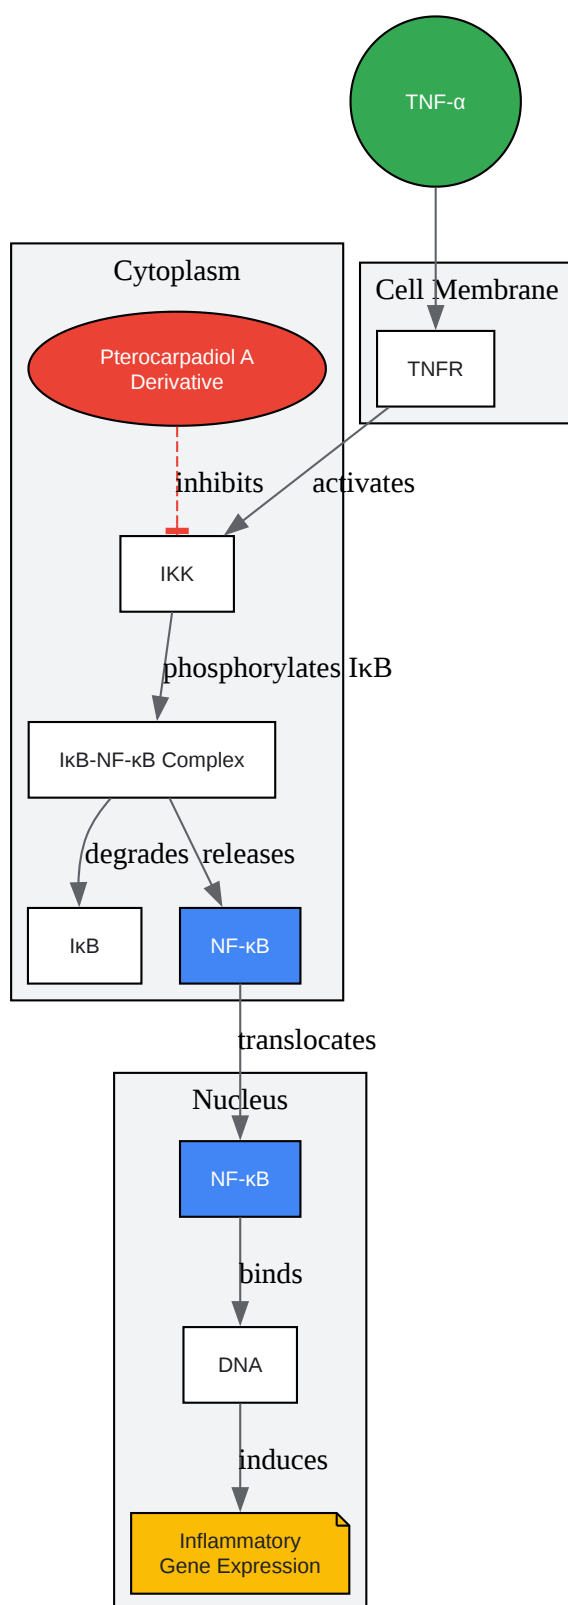 TNF-α
Cytoplasm
Cell Membrane
Pterocarpadiol A
Derivative
TNFR
inhibits
activates
IKK
phosphorylates IκB
IκB-NF-κB Complex
degrades
releases
IκB
NF-κB
translocates
Nucleus
NF-κB
binds
DNA
induces
Inflammatory
Gene Expression